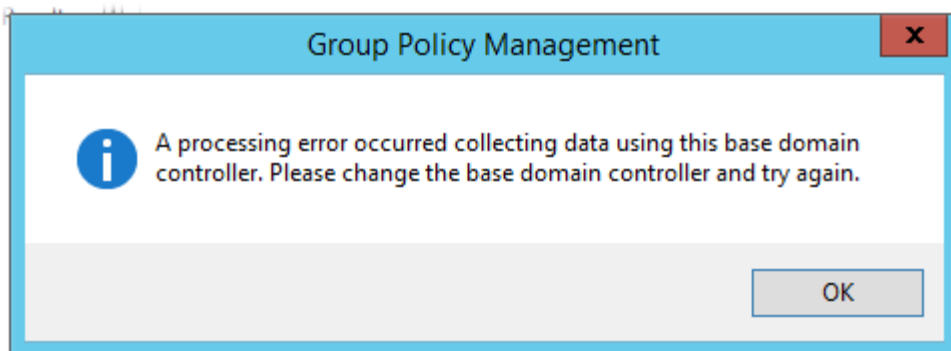 Group Policy Management
x
A processing error occurred collecting data using this base domain
controller. Please change the base domain controller and try again.
OK